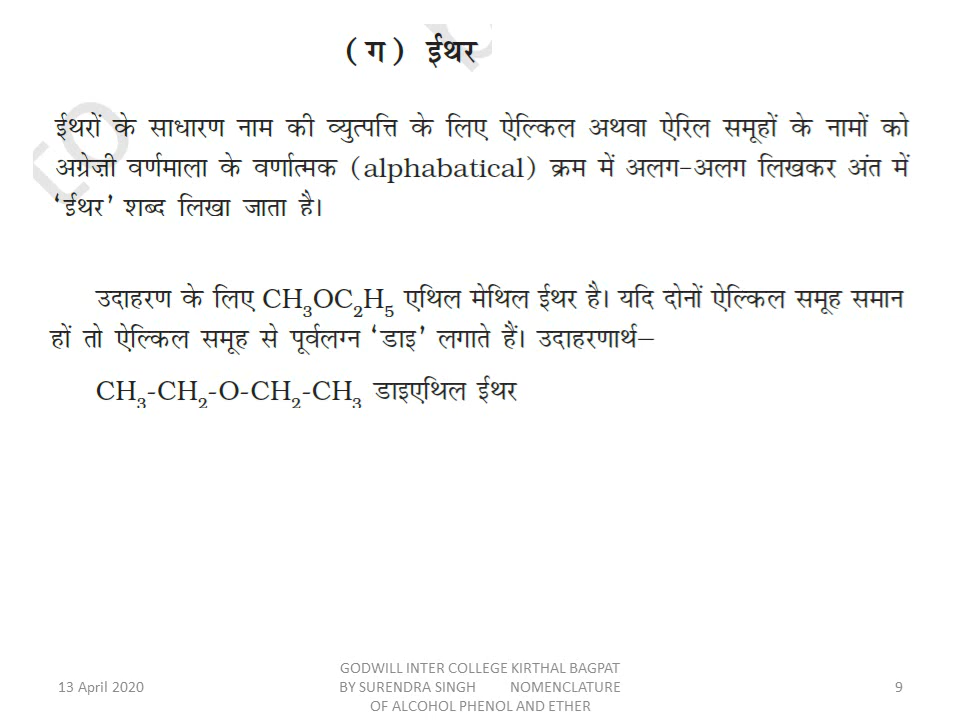 (ग) ईथर
ईथरों के साधारण नाम की व्युत्पत्ति के लिए ऐल्किल अथवा ऐरिल समूहों के नामों को
अग्रेज़ी वर्णमाला के वर्णात्मक (alphabatical) क्रम में अलग-अलग लिखकर अंत में
‘ईथर’ शब्द लिखा जाता है।
उदाहरण के लिए CH₃OC₂H₅ एथिल मेथिल ईथर है। यदि दोनों ऐल्किल समूह समान
हों तो ऐल्किल समूह से पूर्वलग्न ‘डाइ’ लगाते हैं। उदाहरणार्थ–
CH₃-CH₂-O-CH₂-CH₃ डाइएथिल ईथर
13 April 2020
GODWILL INTER COLLEGE KIRTHAL BAGPAT
BY SURENDRA SINGH NOMENCLATURE
OF ALCOHOL PHENOL AND ETHER
9